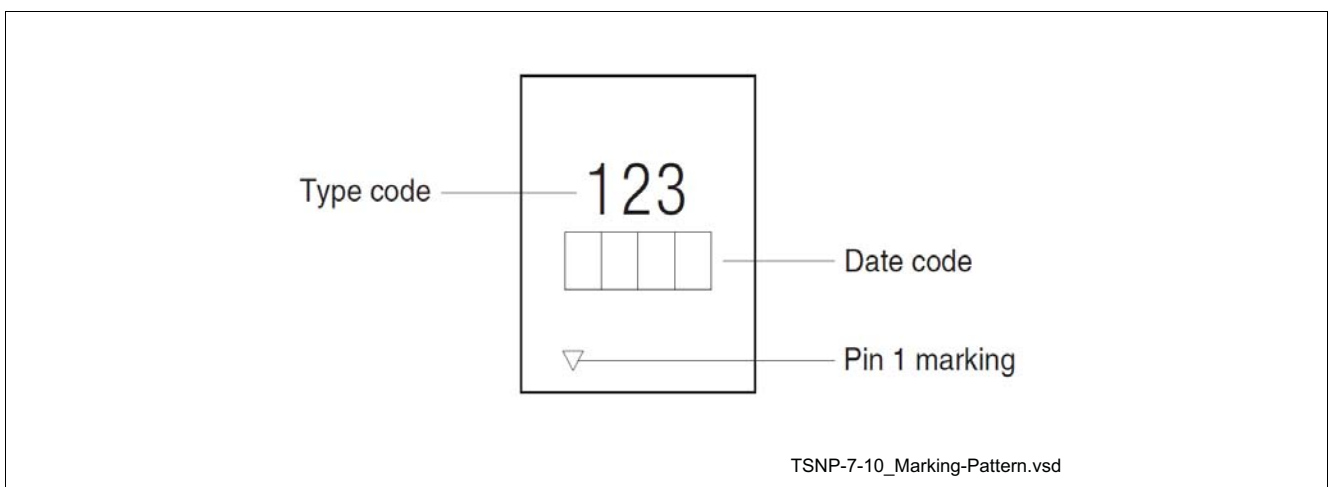 Type code
123
Date code
Pin 1 marking
TSNP-7-10_Marking-Pattern.vsd